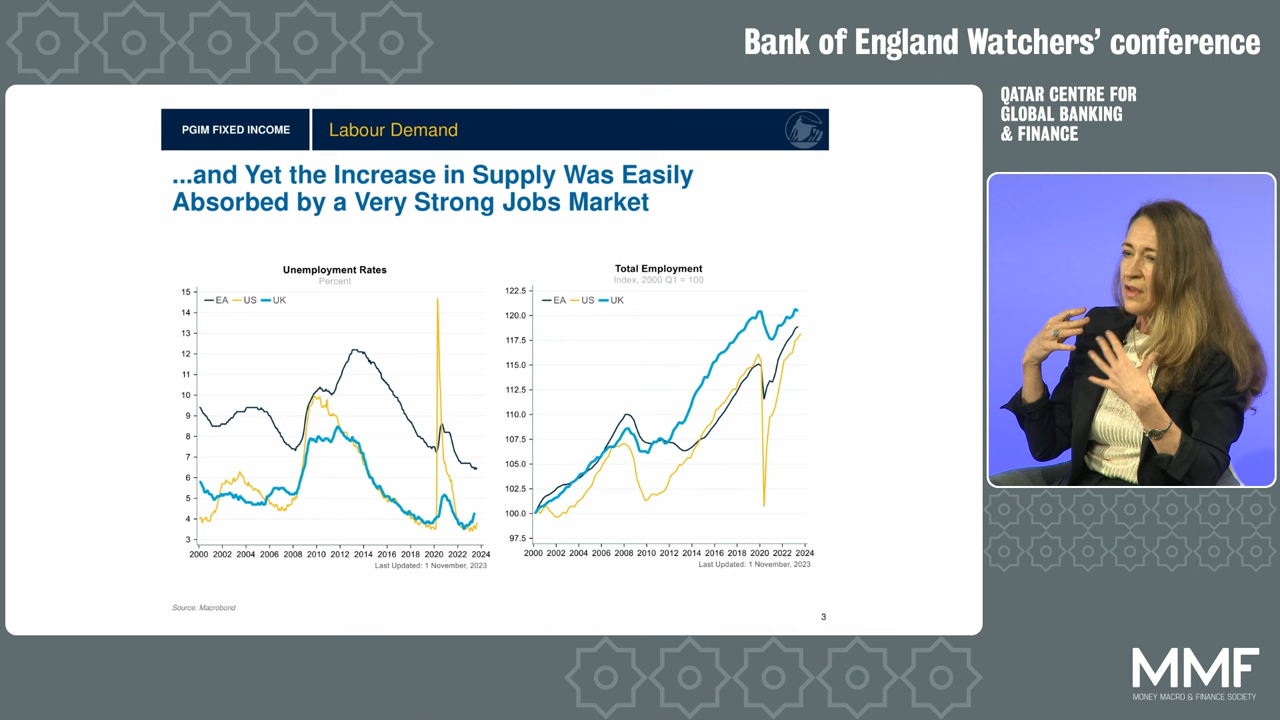 Bank of England Watchers’ conference
QATAR CENTRE FOR
GLOBAL BANKING
& FINANCE
PGIM FIXED INCOME
Labour Demand
...and Yet the Increase in Supply Was Easily
Absorbed by a Very Strong Jobs Market
Unemployment Rates
Percent
EA US UK
15
14
13
12
11
10
9
8
7
6
5
4
3
2000 2002 2004 2006 2008 2010 2012 2014 2016 2018 2020 2022 2024
Last Updated: 1 November, 2023
Total Employment
Index, 2000 Q1 = 100
EA US UK
122.5
120.0
117.5
115.0
112.5
110.0
107.5
105.0
102.5
100.0
97.5
2000 2002 2004 2006 2008 2010 2012 2014 2016 2018 2020 2022 2024
Last Updated: 1 November, 2023
Source: Macrobond
3
MMF
MONEY MACRO & FINANCE SOCIETY